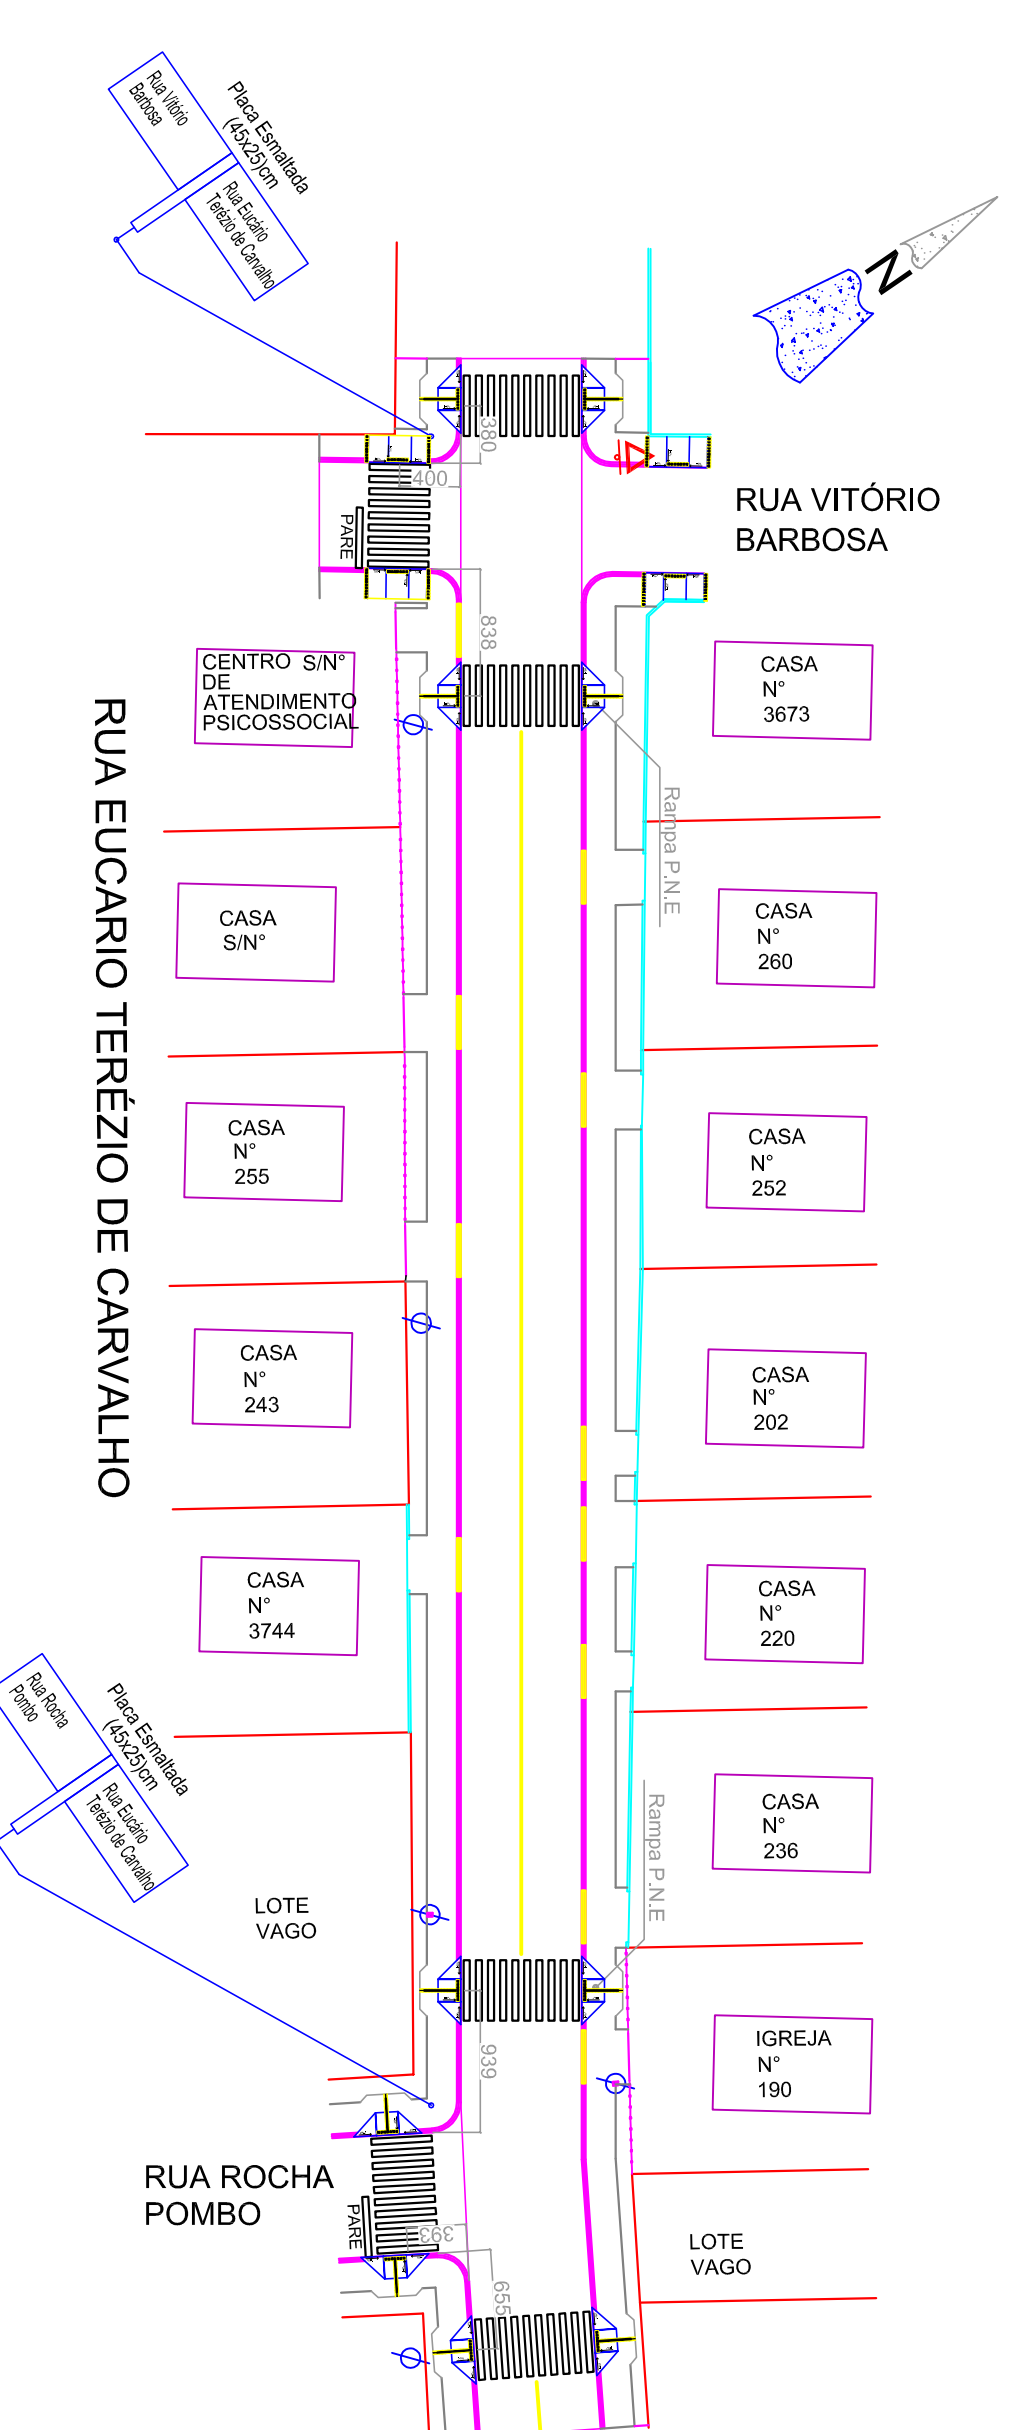 Placa Esmaltada
(45x25)cm
Rua Vitório
Barbosa
Rua Eucário
Terézio de Carvalho
N
380
400
PARE
RUA VITÓRIO
BARBOSA
838
CENTRO S/N°
DE
ATENDIMENTO
PSICOSSOCIAL
CASA
N°
3673
Rampa P.N.E
RUA EUCARIO TERÉZIO DE CARVALHO
CASA
S/N°
CASA
N°
260
CASA
N°
255
CASA
N°
252
CASA
N°
243
CASA
N°
202
CASA
N°
3744
CASA
N°
220
Placa Esmaltada
(45x25)cm
Rua Rocha
Pombo
Rua Eucário
Terézio de Carvalho
CASA
N°
236
Rampa P.N.E
LOTE
VAGO
939
IGREJA
N°
190
RUA ROCHA
POMBO
PARE
393
655
LOTE
VAGO